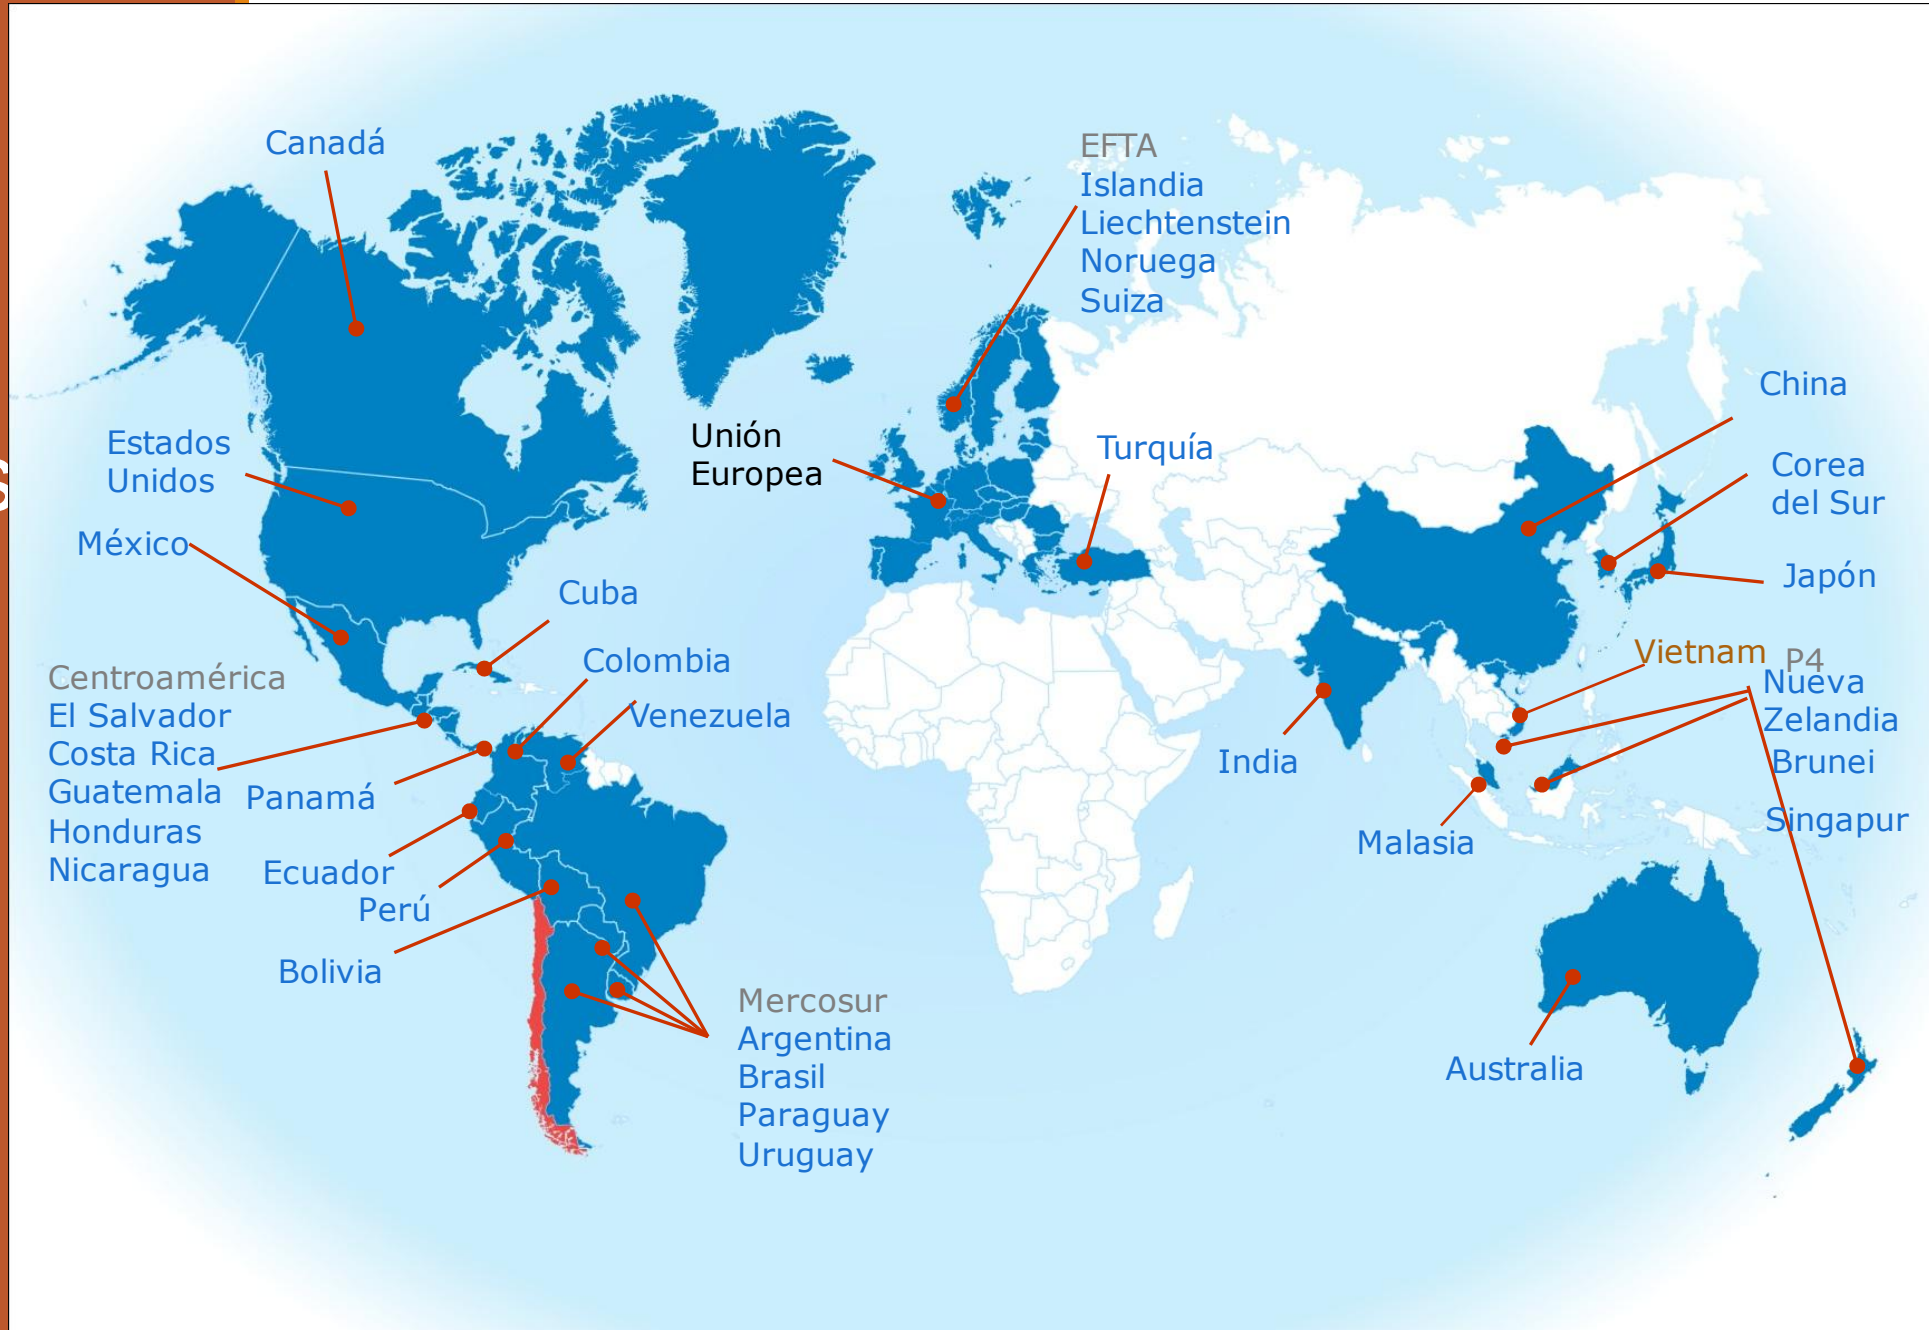 Canadá
EFTA
Islandia
Liechtenstein
Noruega
Suiza
China
Estados
Unidos
Unión
Europea
Turquía
Corea
del Sur
s
México
Japón
Cuba
Colombia
Vietnam
P4
Nueva
Zelandia
Brunei
Singapur
Centroamérica
El Salvador
Costa Rica
Guatemala
Honduras
Nicaragua
Venezuela
India
Panamá
Malasia
Ecuador
Perú
Bolivia
Mercosur
Argentina
Brasil
Paraguay
Uruguay
Australia